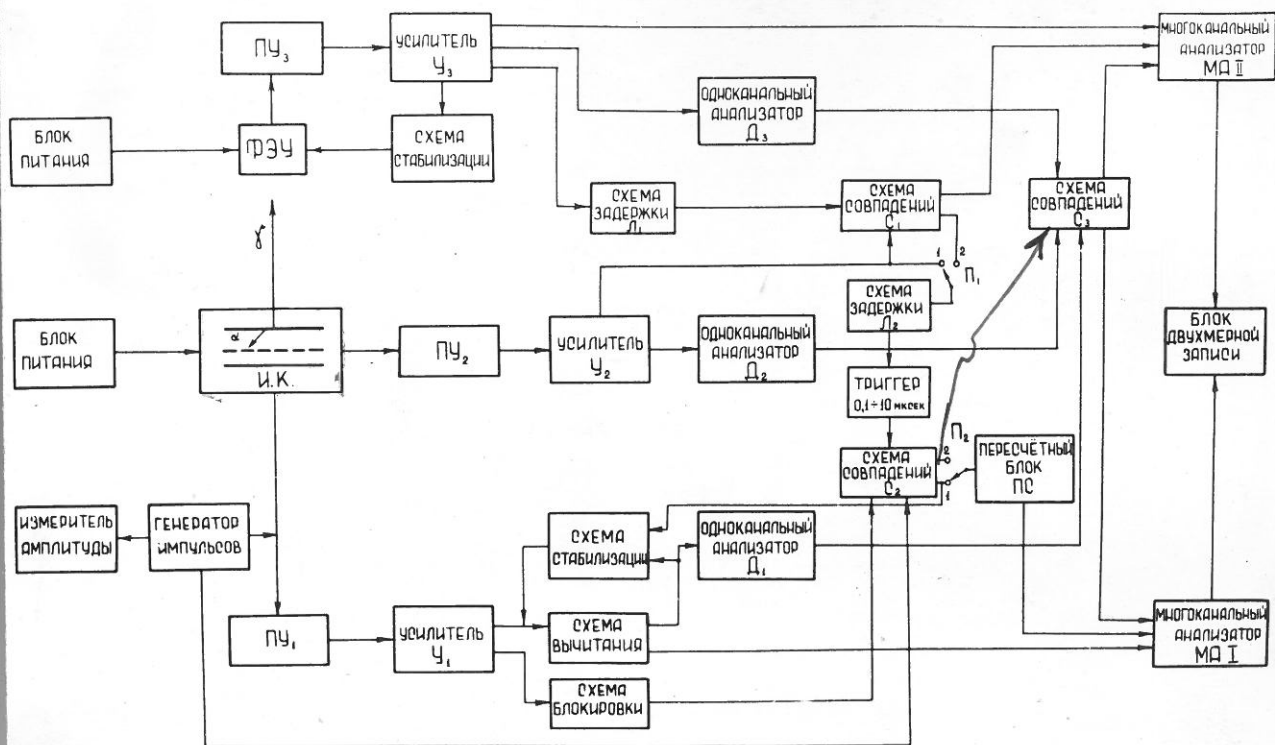 ПУ₃
УСИЛИТЕЛЬ
У₃
МНОГОКАНАЛЬНЫЙ
АНАЛИЗАТОР
МА II
ОДНОКАНАЛЬНЫЙ
АНАЛИЗАТОР
Д₃
БЛОК
ПИТАНИЯ
ФЭУ
СХЕМА
СТАБИЛИЗАЦИИ
СХЕМА
ЗАДЕРЖКИ
Л₁
СХЕМА
СОВПАДЕНИЙ
С₁
СХЕМА
СОВПАДЕНИЙ
С₃
γ
1
2
П₁
СХЕМА
ЗАДЕРЖКИ
Л₂
БЛОК
ПИТАНИЯ
α
И.К.
ПУ₂
УСИЛИТЕЛЬ
У₂
ОДНОКАНАЛЬНЫЙ
АНАЛИЗАТОР
Д₂
БЛОК
ДВУХМЕРНОЙ
ЗАПИСИ
ТРИГГЕР
0,1÷10 мксек
П₂
СХЕМА
СОВПАДЕНИЙ
С₂
2
1
ПЕРЕСЧЁТНЫЙ
БЛОК
ПС
ИЗМЕРИТЕЛЬ
АМПЛИТУДЫ
ГЕНЕРАТОР
ИМПУЛЬСОВ
СХЕМА
СТАБИЛИЗАЦИИ
ОДНОКАНАЛЬНЫЙ
АНАЛИЗАТОР
Д₁
ПУ₁
УСИЛИТЕЛЬ
У₁
СХЕМА
ВЫЧИТАНИЯ
МНОГОКАНАЛЬНЫЙ
АНАЛИЗАТОР
МА I
СХЕМА
БЛОКИРОВКИ